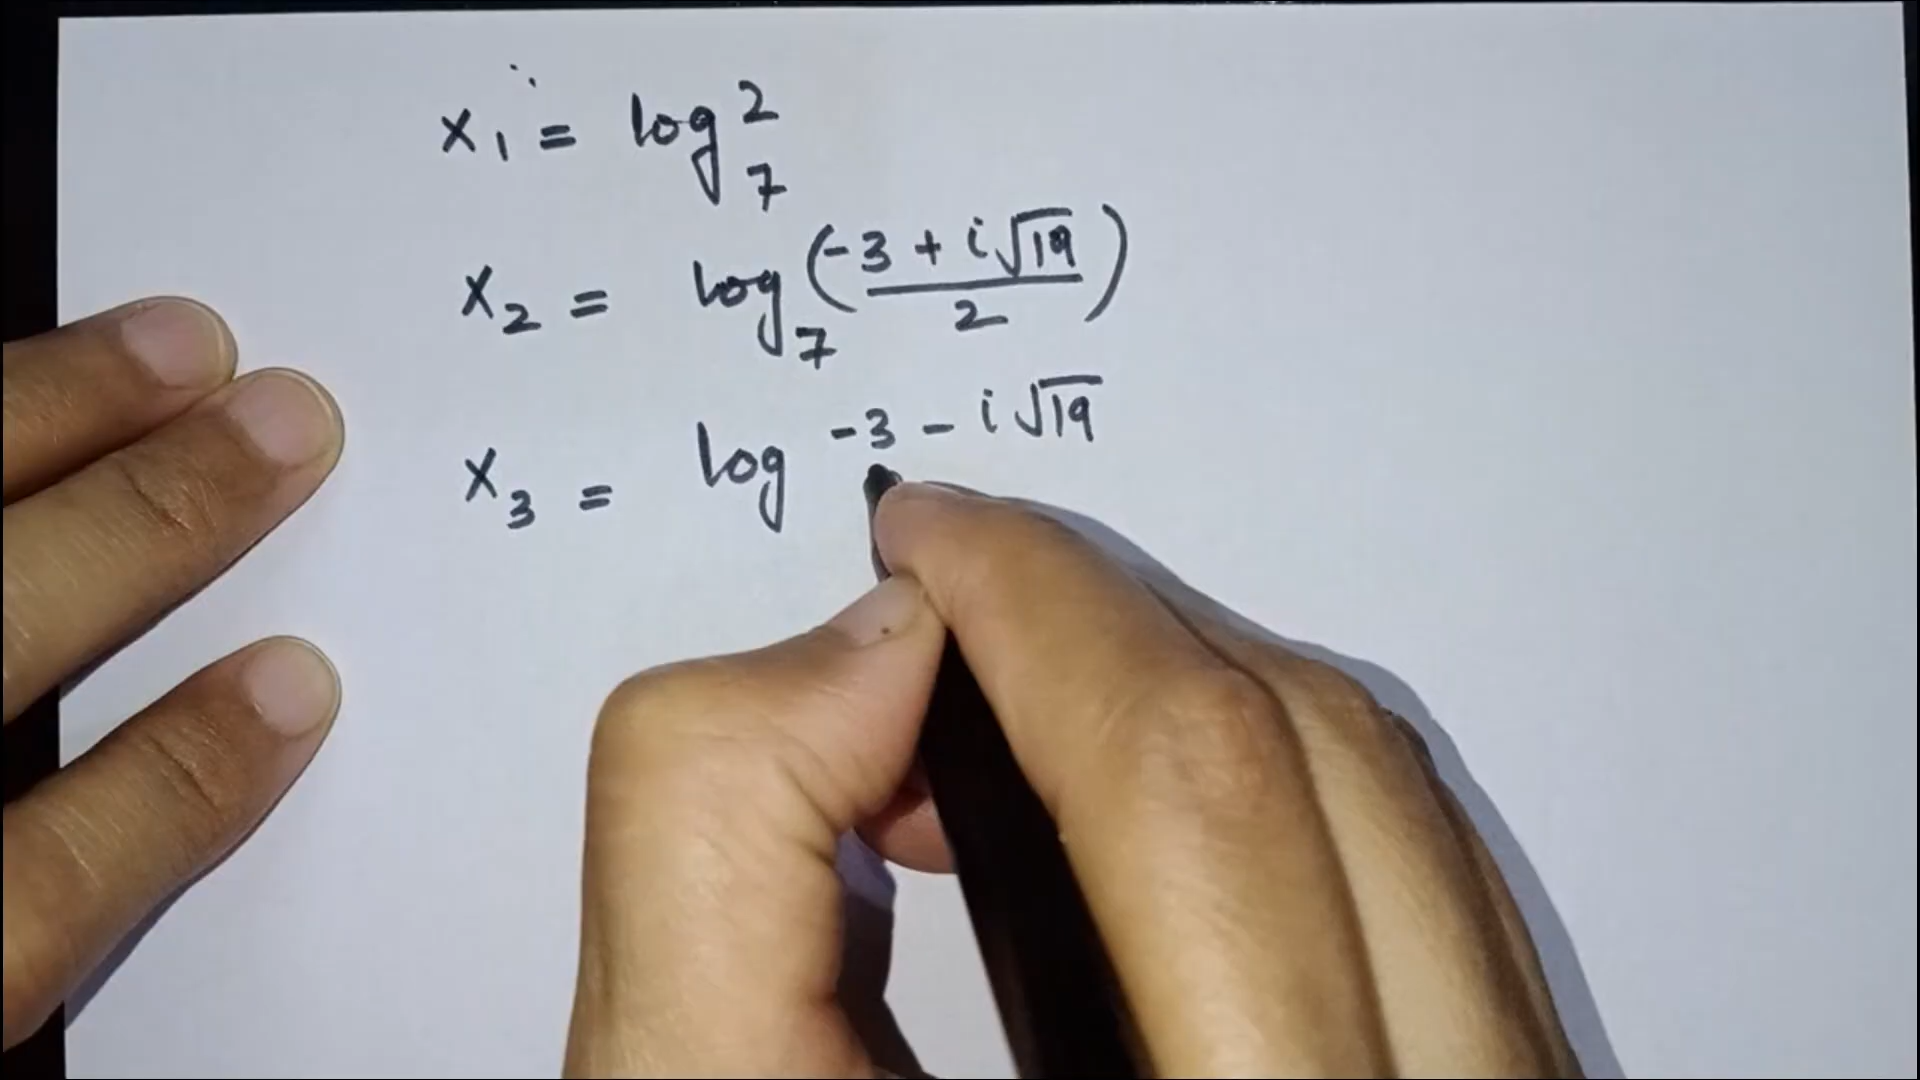 x₁ = log₇ 2
x₂ = log₇ ((-3 + i√19)/2)
x₃ = log -3 - i√19